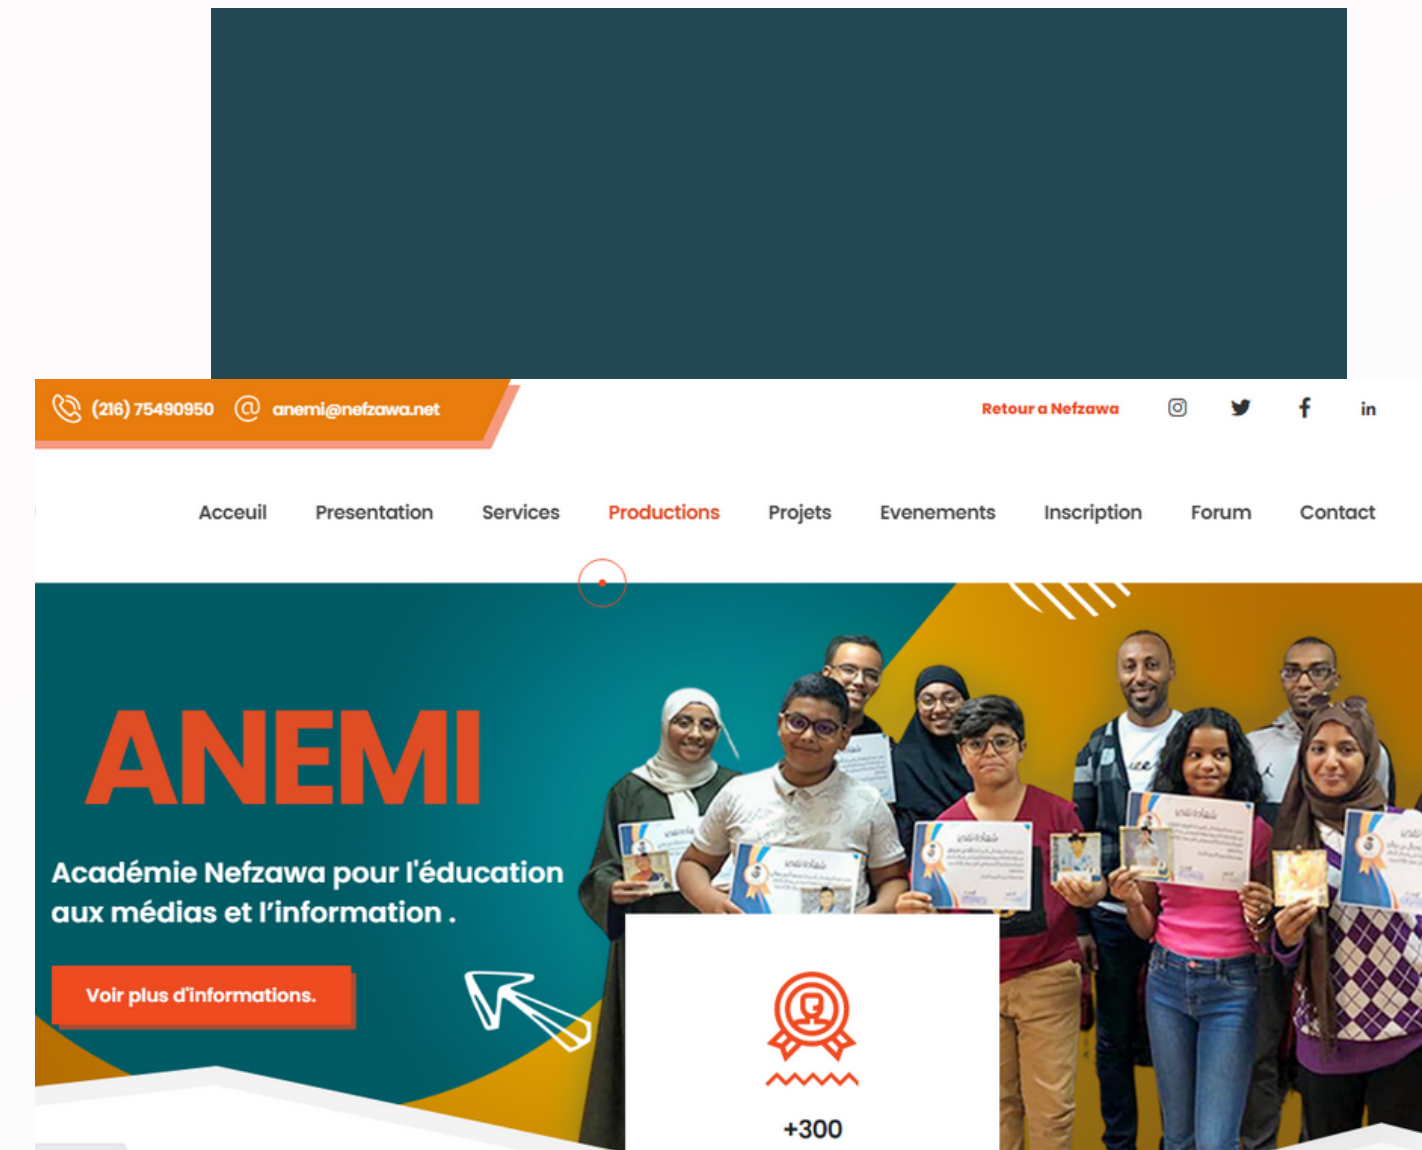 (216) 75490950 anemi@nefzawa.net Retour a Nefzawa in
Acceuil Presentation Services Productions Projets Evenements Inscription Forum Contact
ANEMI
Académie Nefzawa pour l'éducation
aux médias et l’information .
Voir plus d'informations.
+300